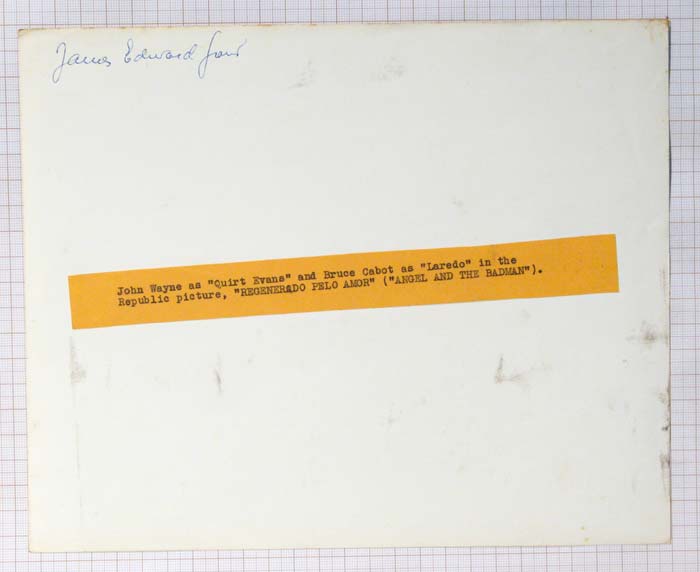 James Edward
John Wayne as "Quirt Evans" and Bruce Cabot as "Laredo" in the
Republic picture, "REGENERADO PELO AMOR" ("ANGEL AND THE BADMAN").